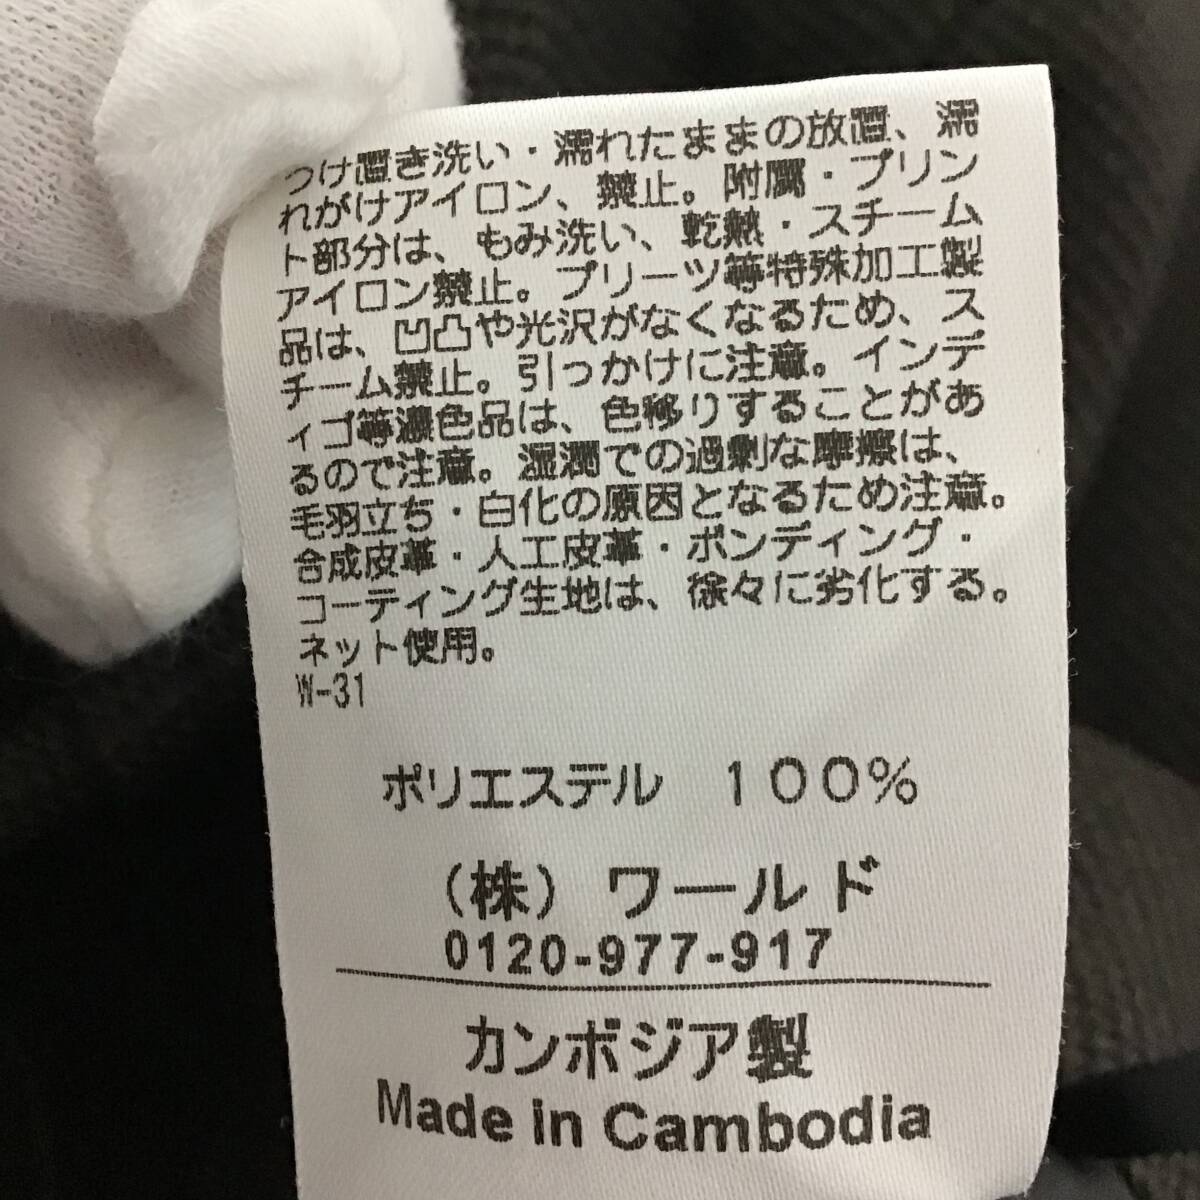 つけ置き洗い・濡れたままの放置、濡
れがけアイロン、禁止。附属・プリン
ト部分は、もみ洗い、乾熱・スチーム
アイロン禁止。プリーツ等特殊加工製
品は、凹凸や光沢がなくなるため、ス
チーム禁止。引っかけに注意。インデ
ィゴ等濃色品は、色移りすることがあ
るので注意。湿潤での過剰な摩擦は、
毛羽立ち・白化の原因となるため注意。
合成皮革・人工皮革・ボンディング・
コーティング生地は、徐々に劣化する。
ネット使用。
W-31
ポリエステル 100%
(株) ワールド
0120-977-917
カンボジア製
Made in Cambodia